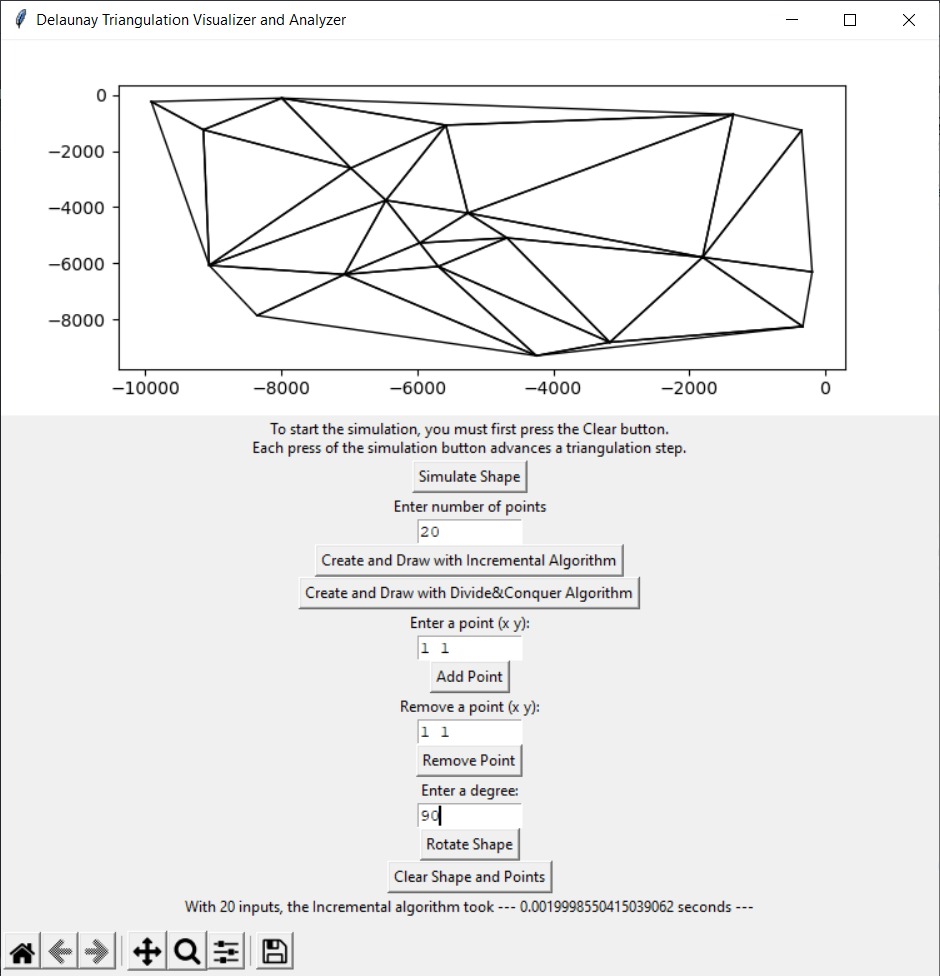 Delaunay Triangulation Visualizer and Analyzer
0
−2000
−4000
−6000
−8000
−10000 −8000 −6000 −4000 −2000 0
To start the simulation, you must first press the Clear button.
Each press of the simulation button advances a triangulation step.
Simulate Shape
Enter number of points
20
Create and Draw with Incremental Algorithm
Create and Draw with Divide&Conquer Algorithm
Enter a point (x y):
1 1
Add Point
Remove a point (x y):
1 1
Remove Point
Enter a degree:
90
Rotate Shape
Clear Shape and Points
With 20 inputs, the Incremental algorithm took --- 0.0019998550415039062 seconds ---